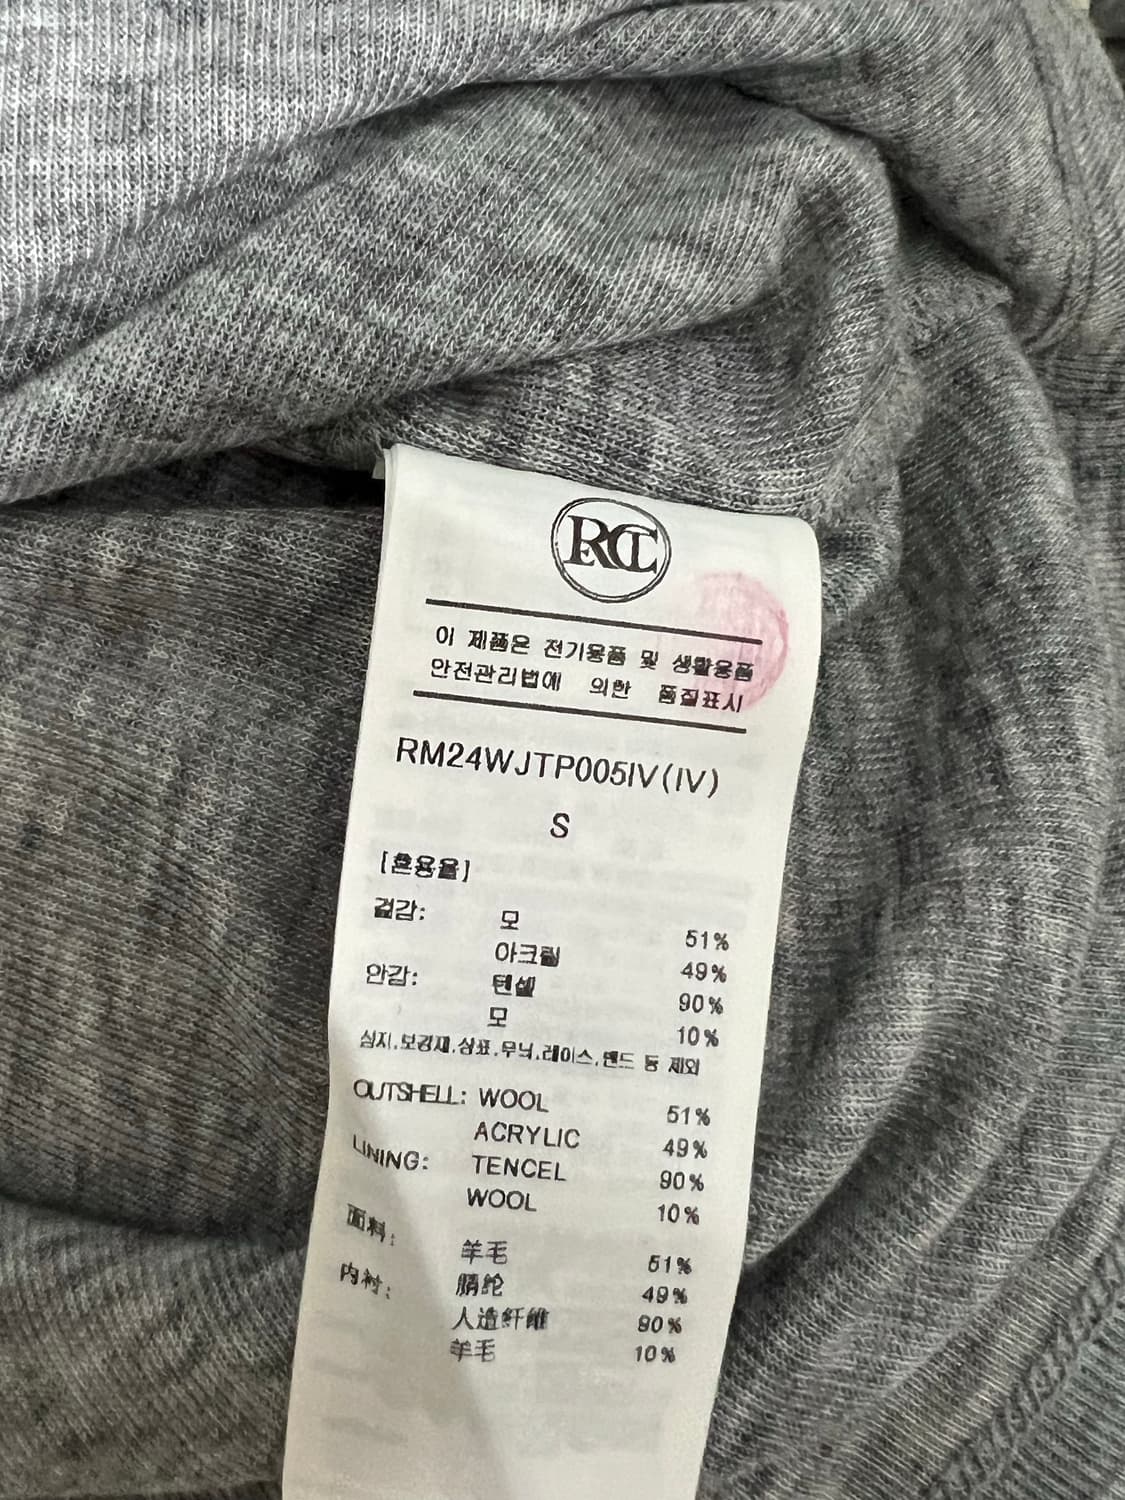 RCT
이 제품은 전기용품 및 생활용품
안전관리법에 의한 품질표시
RM24WJTP005IV(IV)
S
[혼용율]
겉감: 모 51%
아크릴 49%
안감: 텐셀 90%
모 10%
심지.보강재.상표.무늬.레이스.밴드 등 제외
OUTSHELL: WOOL 51%
ACRYLIC 49%
LINING: TENCEL 90%
WOOL 10%
面料: 羊毛 51%
腈纶 49%
内衬: 人造纤维 90%
羊毛 10%